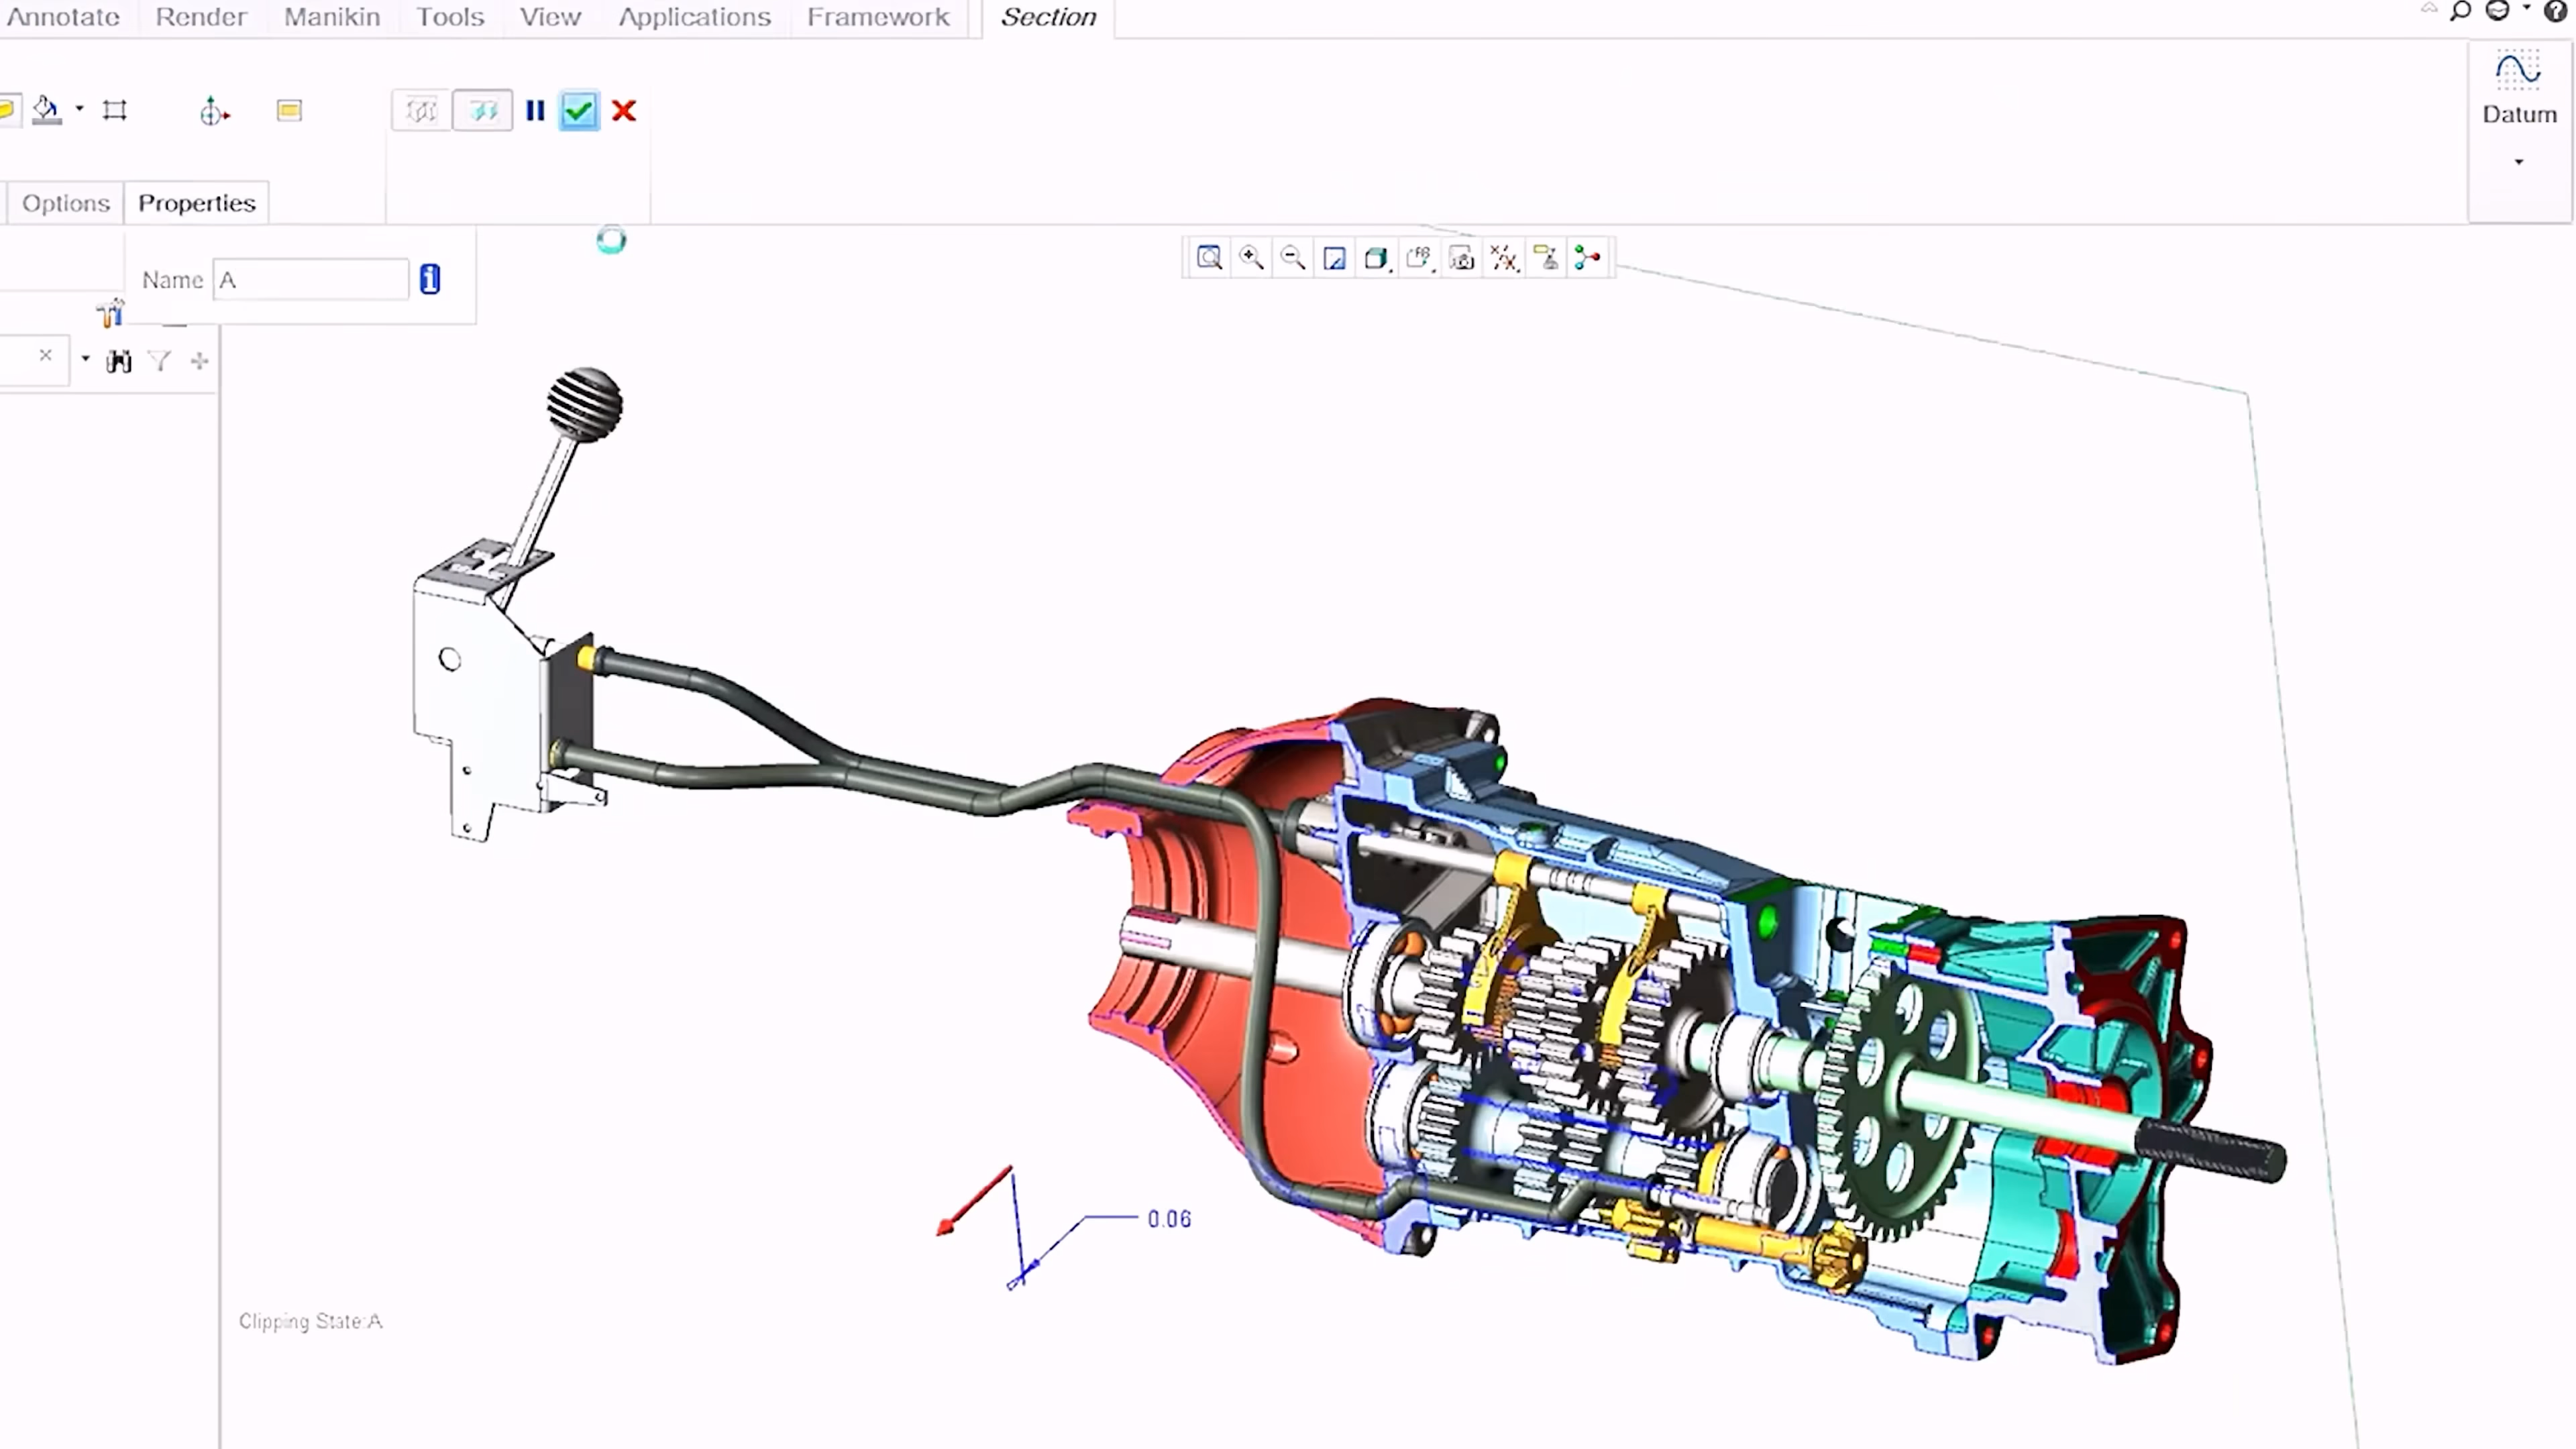 Annotate Render Manikin Tools View Applications Framework Section
Datum
Options Properties
Name A
0.06
Clipping State:A